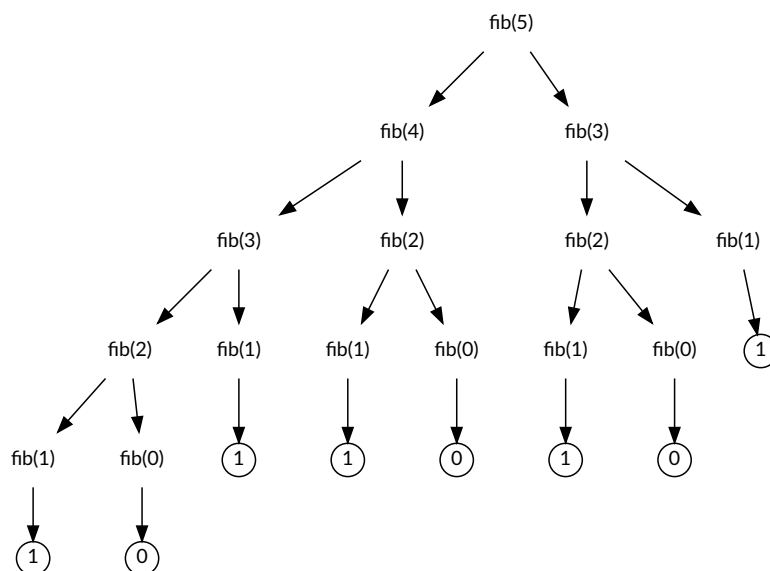 fib(5)
fib(4) fib(3)
fib(3) fib(2) fib(2) fib(1)
fib(2) fib(1) fib(1) fib(0) fib(1) fib(0) 1
fib(1) fib(0) 1 1 0 1 0
1 0